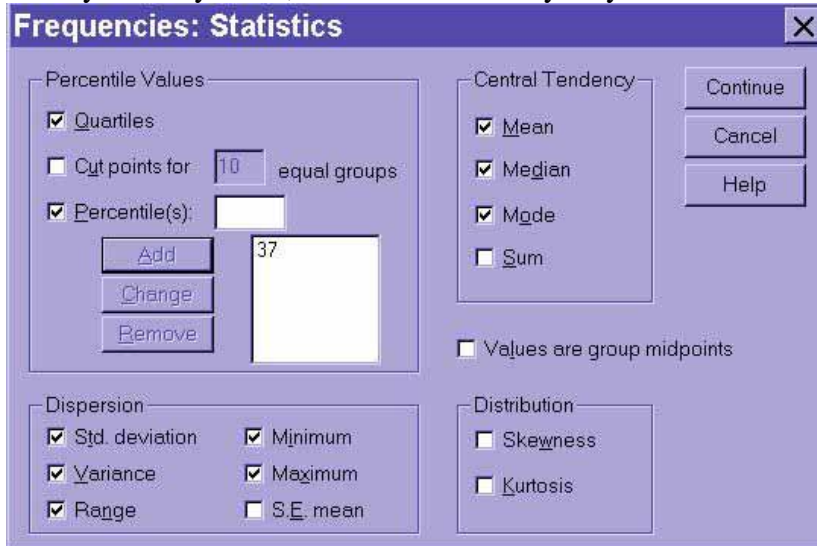 Frequencies: Statistics
Percentile Values
Quartiles
Cut points for 10 equal groups
Percentile(s):
Add
Change
Remove
37
Central Tendency
Mean
Median
Mode
Sum
Continue
Cancel
Help
Values are group midpoints
Dispersion
Std. deviation
Variance
Range
Minimum
Maximum
S.E. mean
Distribution
Skewness
Kurtosis